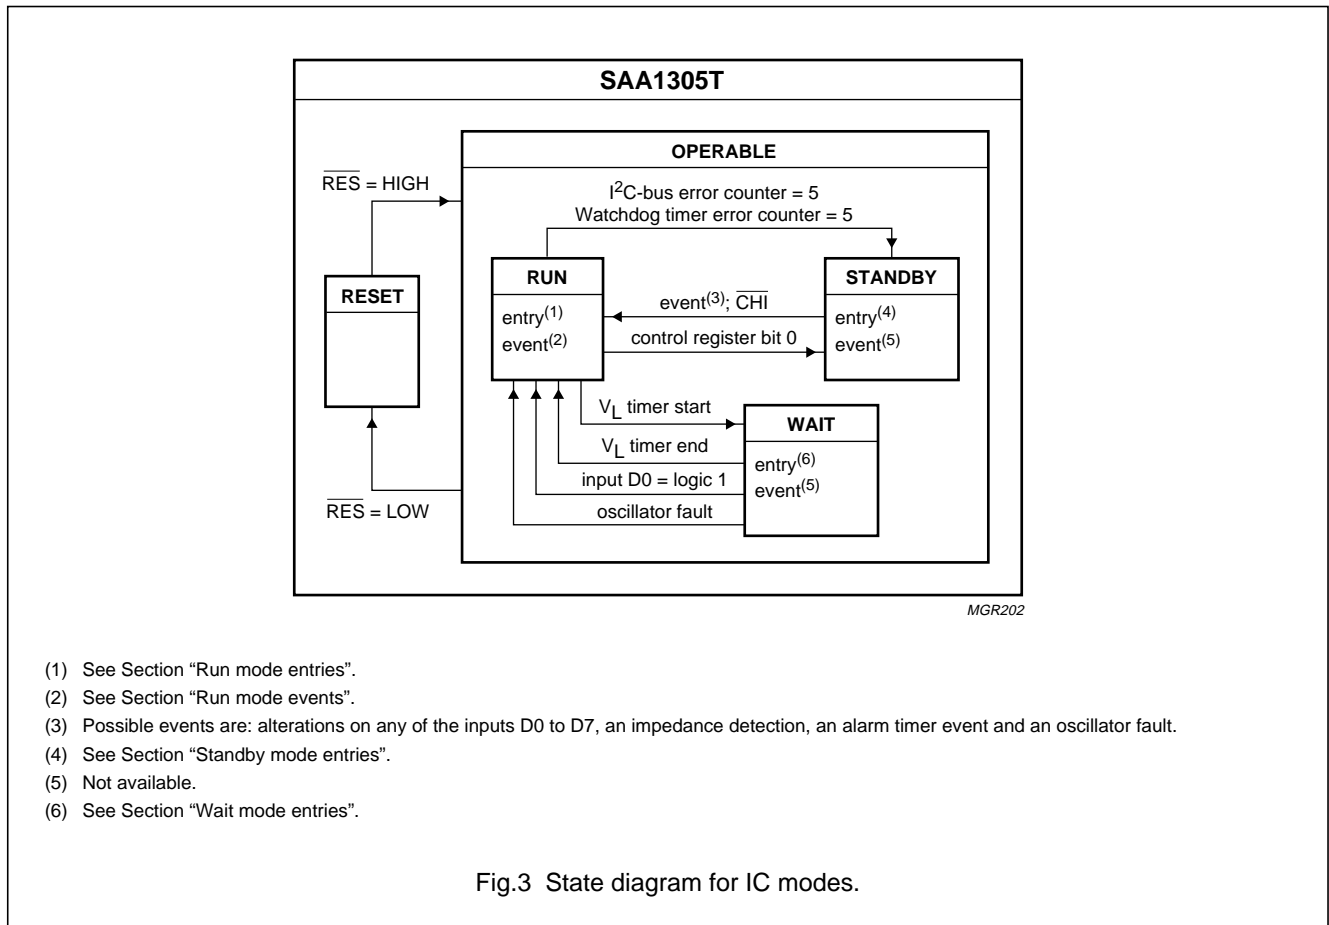 SAA1305T
OPERABLE
RES = HIGH
I2C-bus error counter = 5
Watchdog timer error counter = 5
RUN
STANDBY
RESET
event(3); CHI
entry(1)
entry(4)
control register bit 0
event(2)
event(5)
VL timer start
WAIT
VL timer end
entry(6)
input D0 = logic 1
event(5)
oscillator fault
RES = LOW
MGR202
(1) See Section “Run mode entries”.
(2) See Section “Run mode events”.
(3) Possible events are: alterations on any of the inputs D0 to D7, an impedance detection, an alarm timer event and an oscillator fault.
(4) See Section “Standby mode entries”.
(5) Not available.
(6) See Section “Wait mode entries”.
Fig.3 State diagram for IC modes.